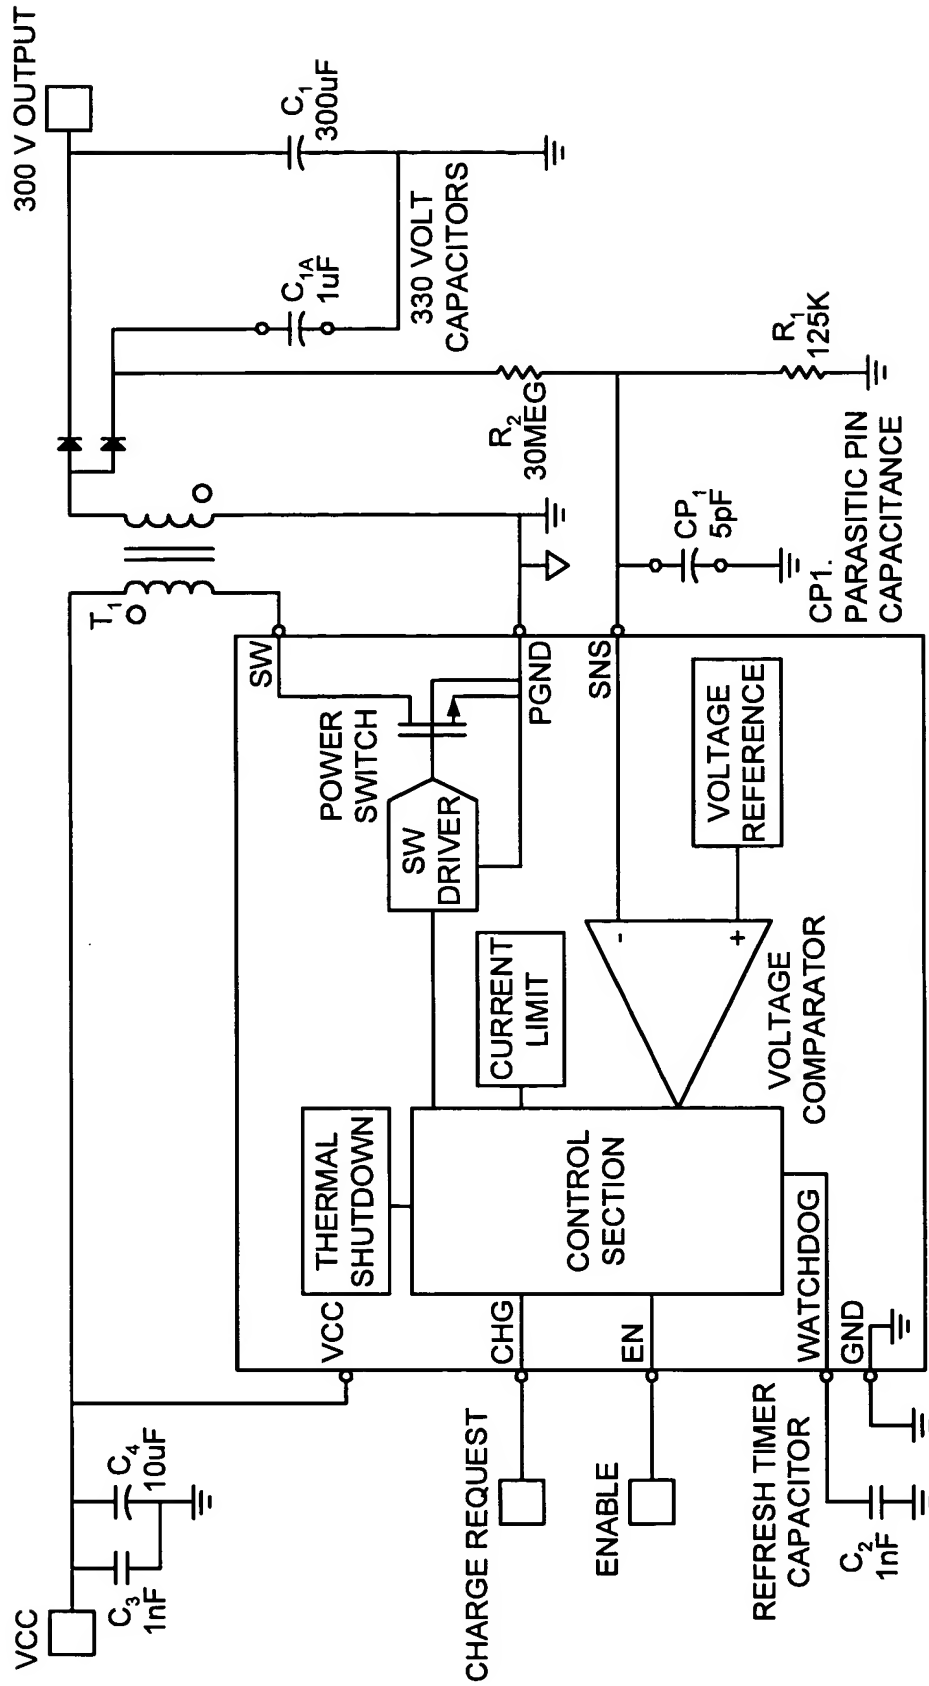 VCC
C3
1nF
C4
10uF
T1
300 V OUTPUT
C1A
1uF
C1
300uF
330 VOLT
CAPACITORS
R2
30MEG
R1
125K
CP1
5pF
CP1.
PARASITIC PIN
CAPACITANCE
SW
PGND
SNS
POWER
SWITCH
SW
DRIVER
CURRENT
LIMIT
THERMAL
SHUTDOWN
CONTROL
SECTION
VOLTAGE
REFERENCE
-
+
VOLTAGE
COMPARATOR
VCC
CHG
EN
WATCHDOG
GND
CHARGE REQUEST
ENABLE
REFRESH TIMER
CAPACITOR
C2
1nF